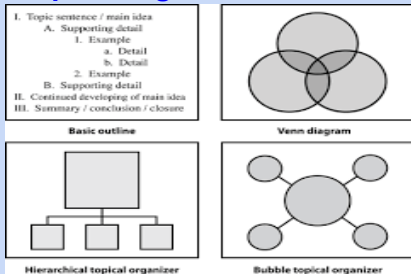 I. Topic sentence / main idea
A. Supporting detail
1. Example
a. Detail
b. Detail
2. Example
B. Supporting detail
II. Continued developing of main idea
III. Summary / conclusion / closure
Basic outline
Venn diagram
Hierarchical topical organizer
Bubble topical organizer